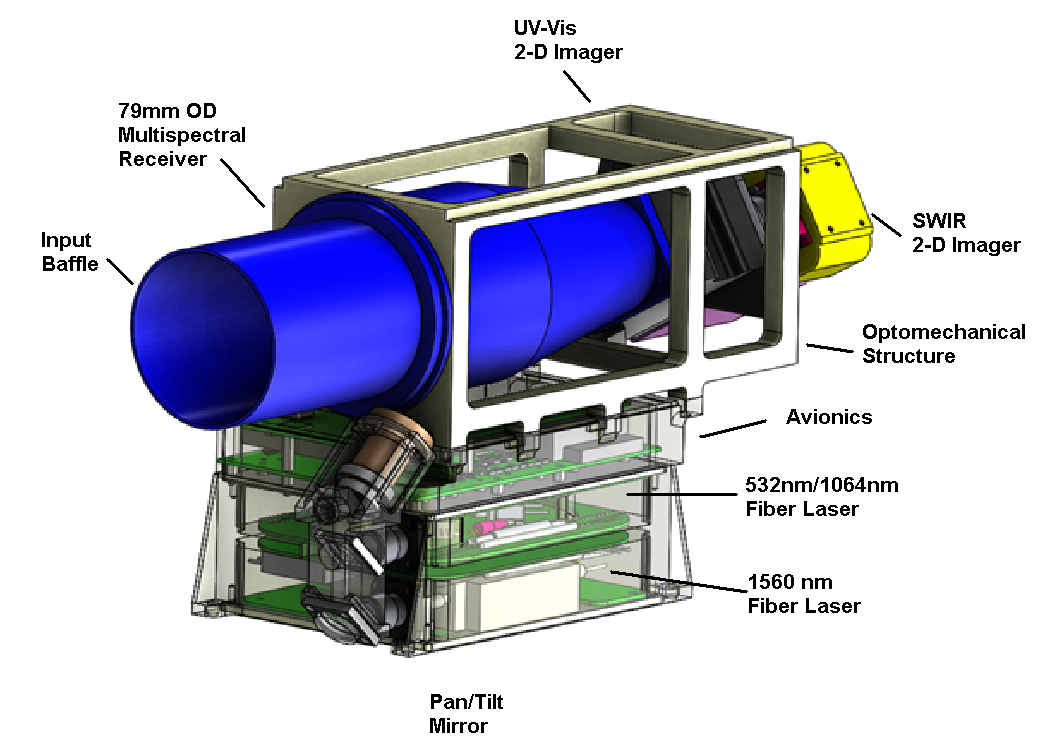 UV-Vis
2-D Imager
79mm OD
Multispectral
Receiver
Input
Baffle
SWIR
2-D Imager
Optomechanical
Structure
Avionics
532nm/1064nm
Fiber Laser
1560 nm
Fiber Laser
Pan/Tilt
Mirror